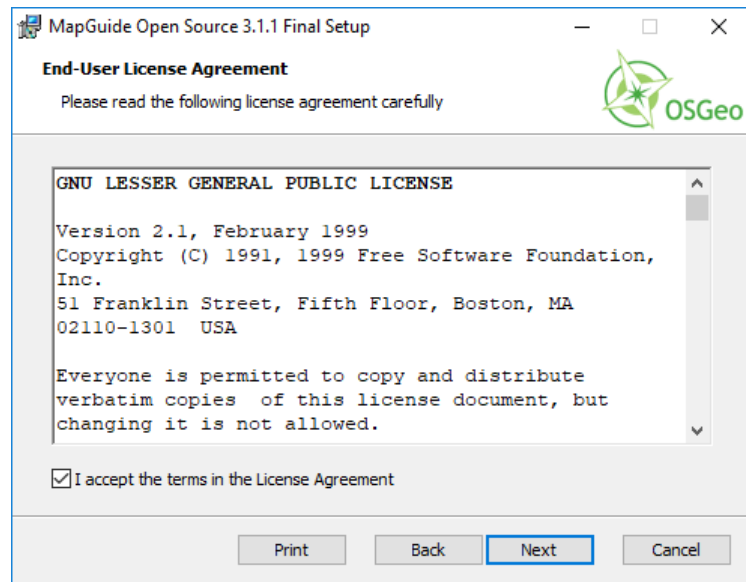 MapGuide Open Source 3.1.1 Final Setup
End-User License Agreement
Please read the following license agreement carefully
OSGeo
GNU LESSER GENERAL PUBLIC LICENSE
Version 2.1, February 1999
Copyright (C) 1991, 1999 Free Software Foundation,
Inc.
51 Franklin Street, Fifth Floor, Boston, MA
02110-1301  USA
Everyone is permitted to copy and distribute
verbatim copies  of this license document, but
changing it is not allowed.
I accept the terms in the License Agreement
Print Back Next Cancel